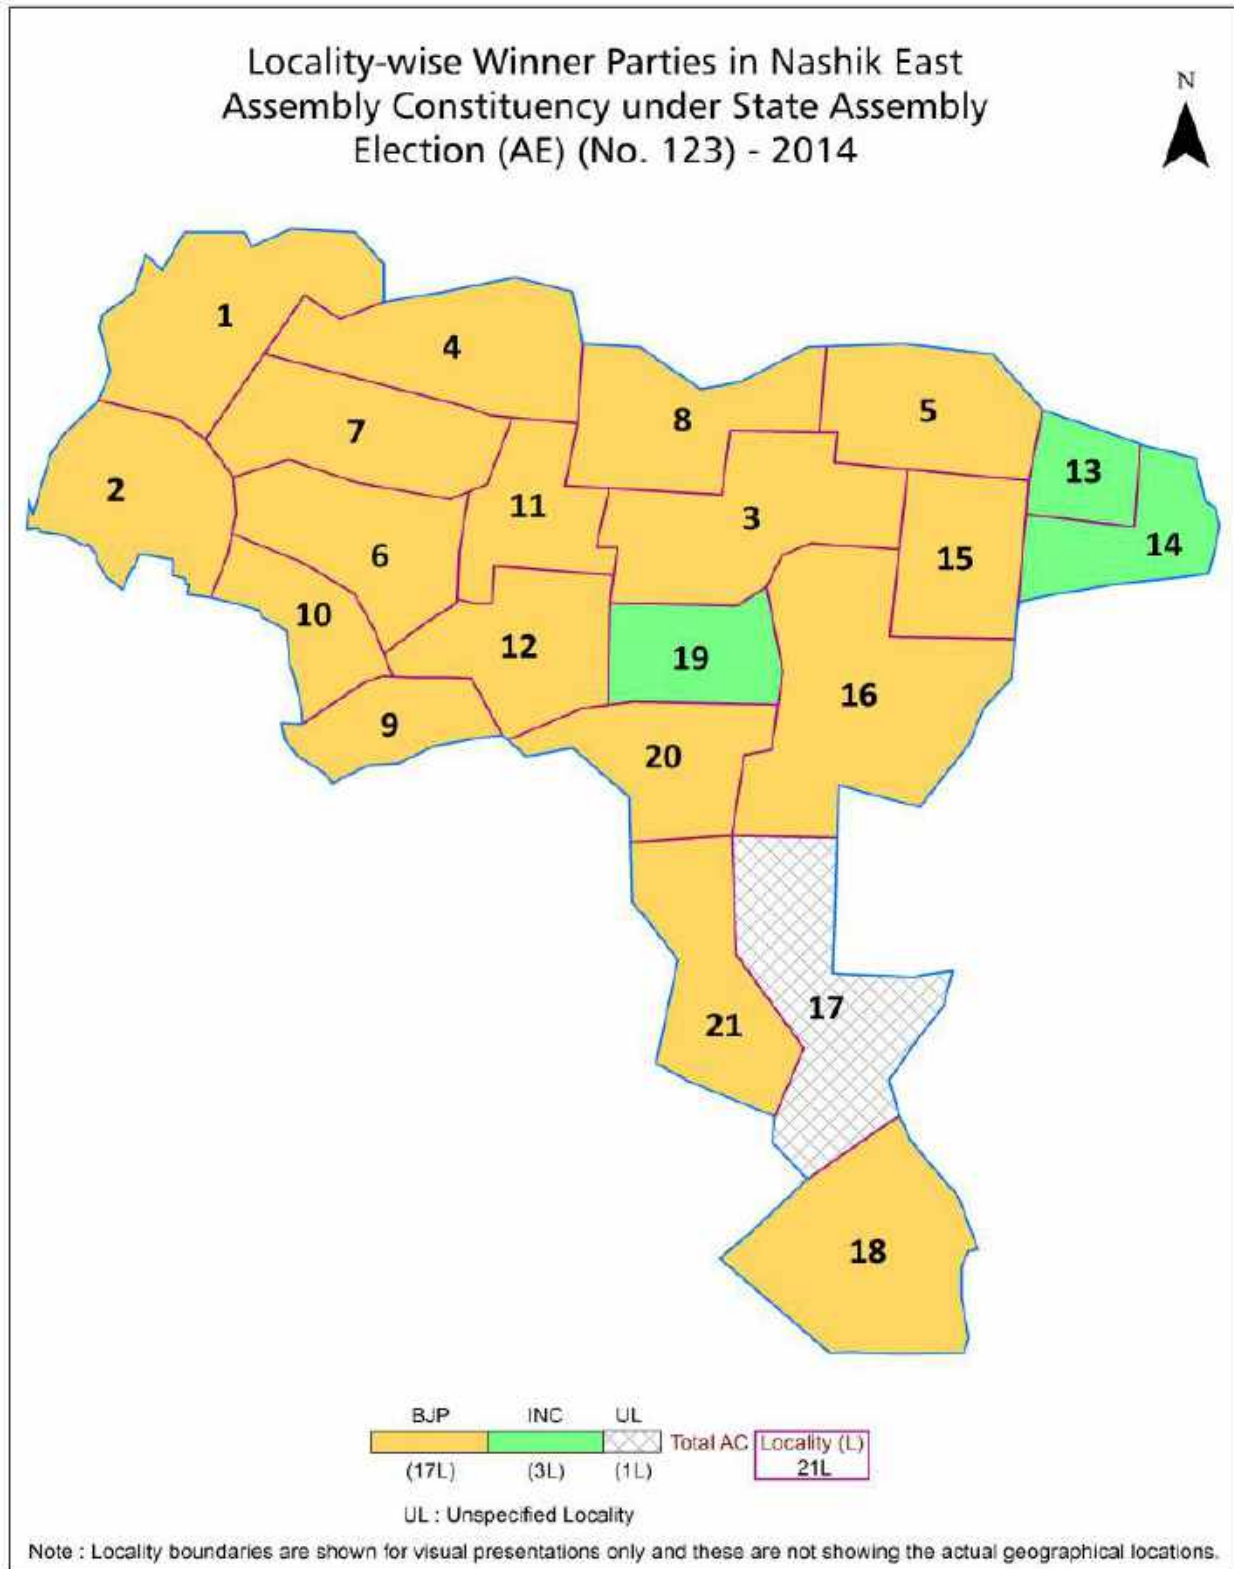 Locality-wise Winner Parties in Nashik East
Assembly Constituency under State Assembly
Election (AE) (No. 123) - 2014
N
1
4
8
5
7
13
2
11
3
14
6
15
10
12
19
16
9
20
17
21
18
BJP INC UL
Total AC Locality (L)
(17L) (3L) (1L) 21L
UL : Unspecified Locality
Note : Locality boundaries are shown for visual presentations only and these are not showing the actual geographical locations.